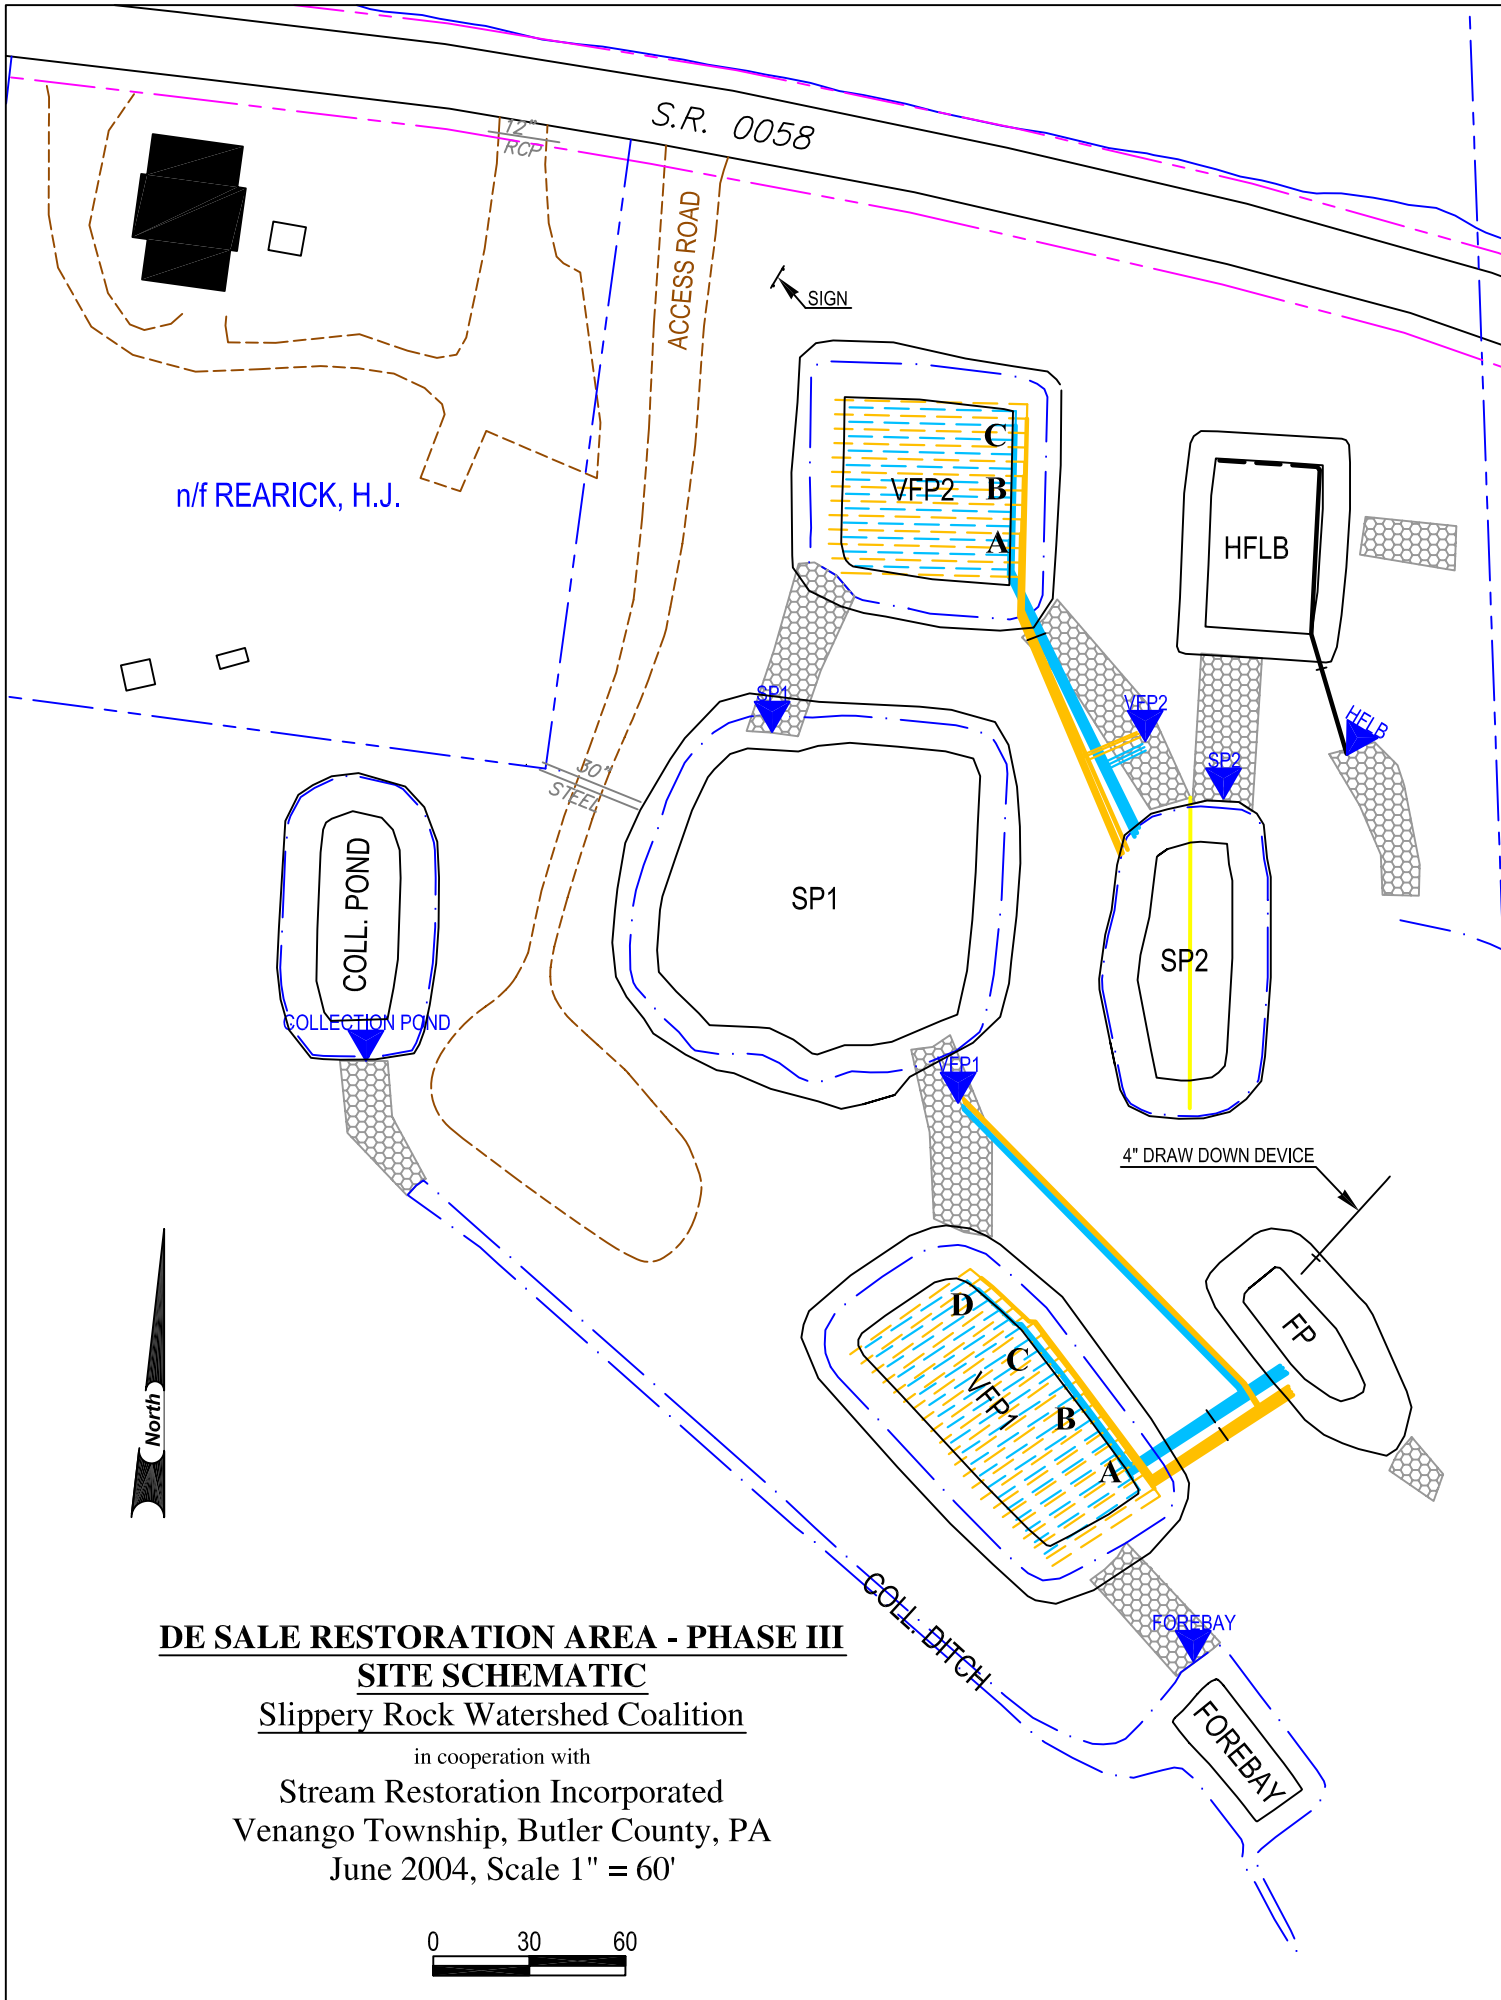 S.R. 0058
12"
RCP
ACCESS ROAD
SIGN
n/f REARICK, H.J.
C
VFP2
B
A
HFLB
SP1
VFP2
HFLB
SP2
30"
STEEL
COLL. POND
SP1
SP2
COLLECTION POND
VFP1
4" DRAW DOWN DEVICE
D
C
VFP1
B
A
FP
North
COLL. DITCH
FOREBAY
FOREBAY
DE SALE RESTORATION AREA - PHASE III
SITE SCHEMATIC
Slippery Rock Watershed Coalition
in cooperation with
Stream Restoration Incorporated
Venango Township, Butler County, PA
June 2004, Scale 1" = 60'
0 30 60